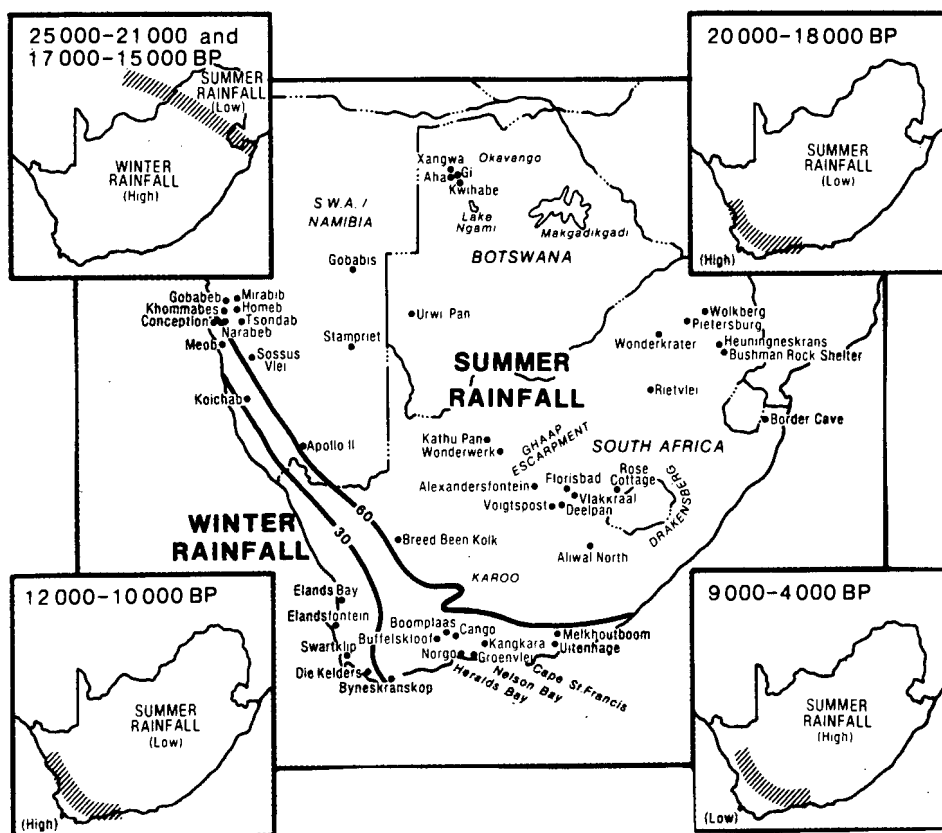 25 000–21 000 and
17 000–15 000 BP
SUMMER
RAINFALL
(Low)
WINTER
RAINFALL
(High)
20 000–18 000 BP
SUMMER
RAINFALL
(Low)
(High)
Xangwa
Okavango
Aha
Gi
Kwihabe
S.W.A. /
NAMIBIA
Lake
Ngami
Makgadikgadi
BOTSWANA
Gobabis
Gobabeb
Mirabib
Khommabes
Homeb
Conception
Tsondab
Narabeb
Urwi Pan
Meob
Sossus
Vlei
Stampriet
Wolkberg
Pietersburg
Wonderkrater
Heuningneskrans
Bushman Rock Shelter
SUMMER
RAINFALL
Koichab
Rietvlei
Border Cave
Apollo II
Kathu Pan
Wonderwerk
GHAAP
ESCARPMENT
SOUTH AFRICA
Alexandersfontein
Florisbad
Rose
Cottage
Vlakkraal
Voigtspost
Deelpan
DRAKENSBERG
WINTER
RAINFALL
30
60
Breed Been Kolk
Aliwal North
KAROO
Elands Bay
Elandsfontein
Boomplaas
Cango
Buffelskloof
Kangkara
Melkhoutboom
Uitenhage
Swartklip
Norgo
Groenvlei
Die Kelders
Byneskranskop
Heralds Bay
Nelson Bay
Cape St. Francis
12 000–10 000 BP
SUMMER
RAINFALL
(Low)
(High)
9 000–4 000 BP
SUMMER
RAINFALL
(High)
(Low)